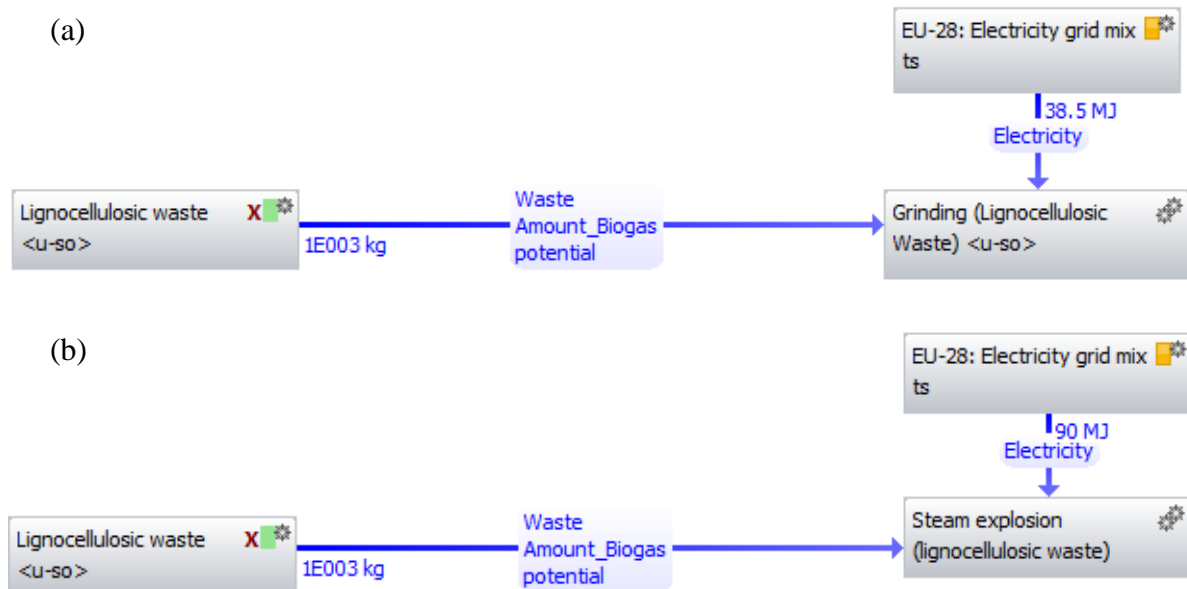 (a)
EU-28: Electricity grid mix
ts
38.5 MJ
Electricity
Lignocellulosic waste X
<u-so>
1E003 kg
Waste
Amount_Biogas
potential
Grinding (Lignocellulosic
Waste) <u-so>
(b)
EU-28: Electricity grid mix
ts
90 MJ
Electricity
Lignocellulosic waste X
<u-so>
1E003 kg
Waste
Amount_Biogas
potential
Steam explosion
(lignocellulosic waste)